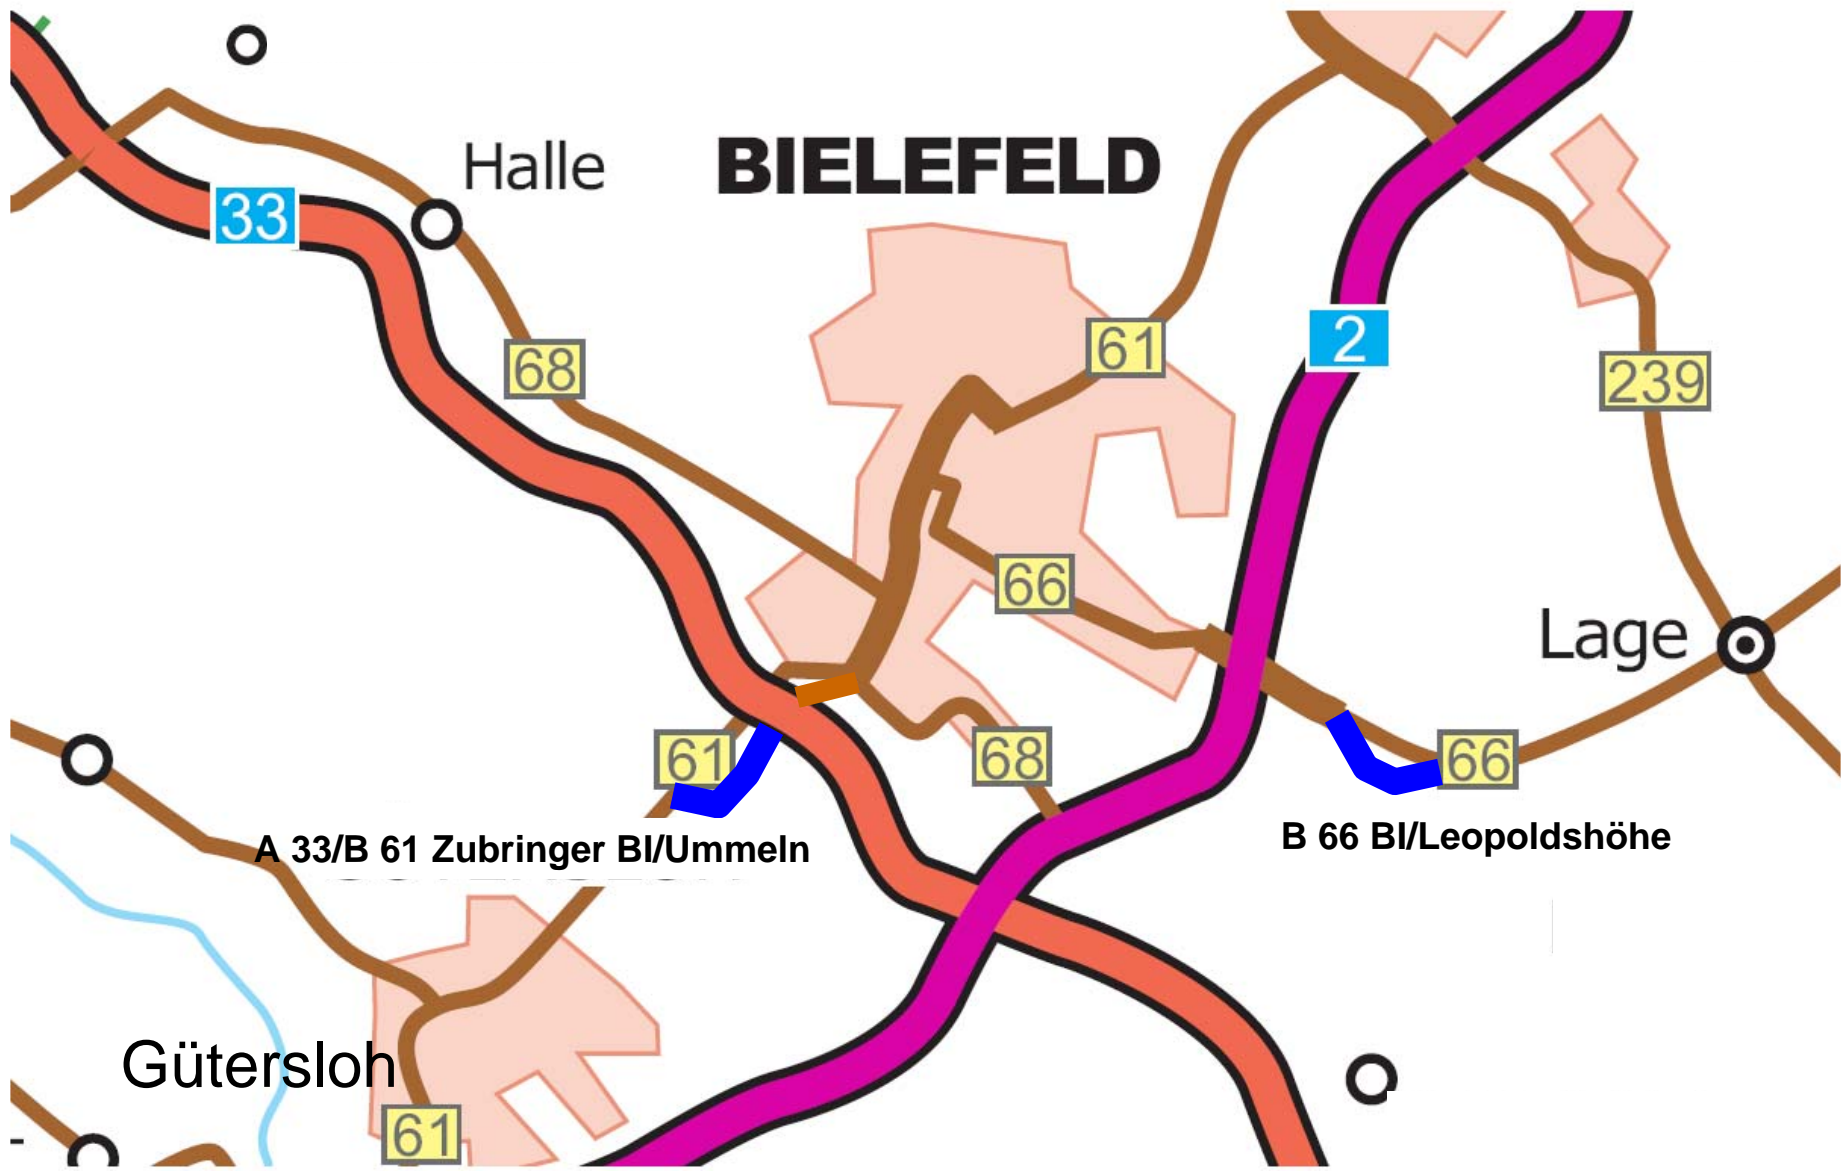 Halle
BIELEFELD
33
61
2
68
239
66
Lage
61
68
66
A 33/B 61 Zubringer BI/Ummeln
B 66 BI/Leopoldshöhe
Gütersloh
61
-